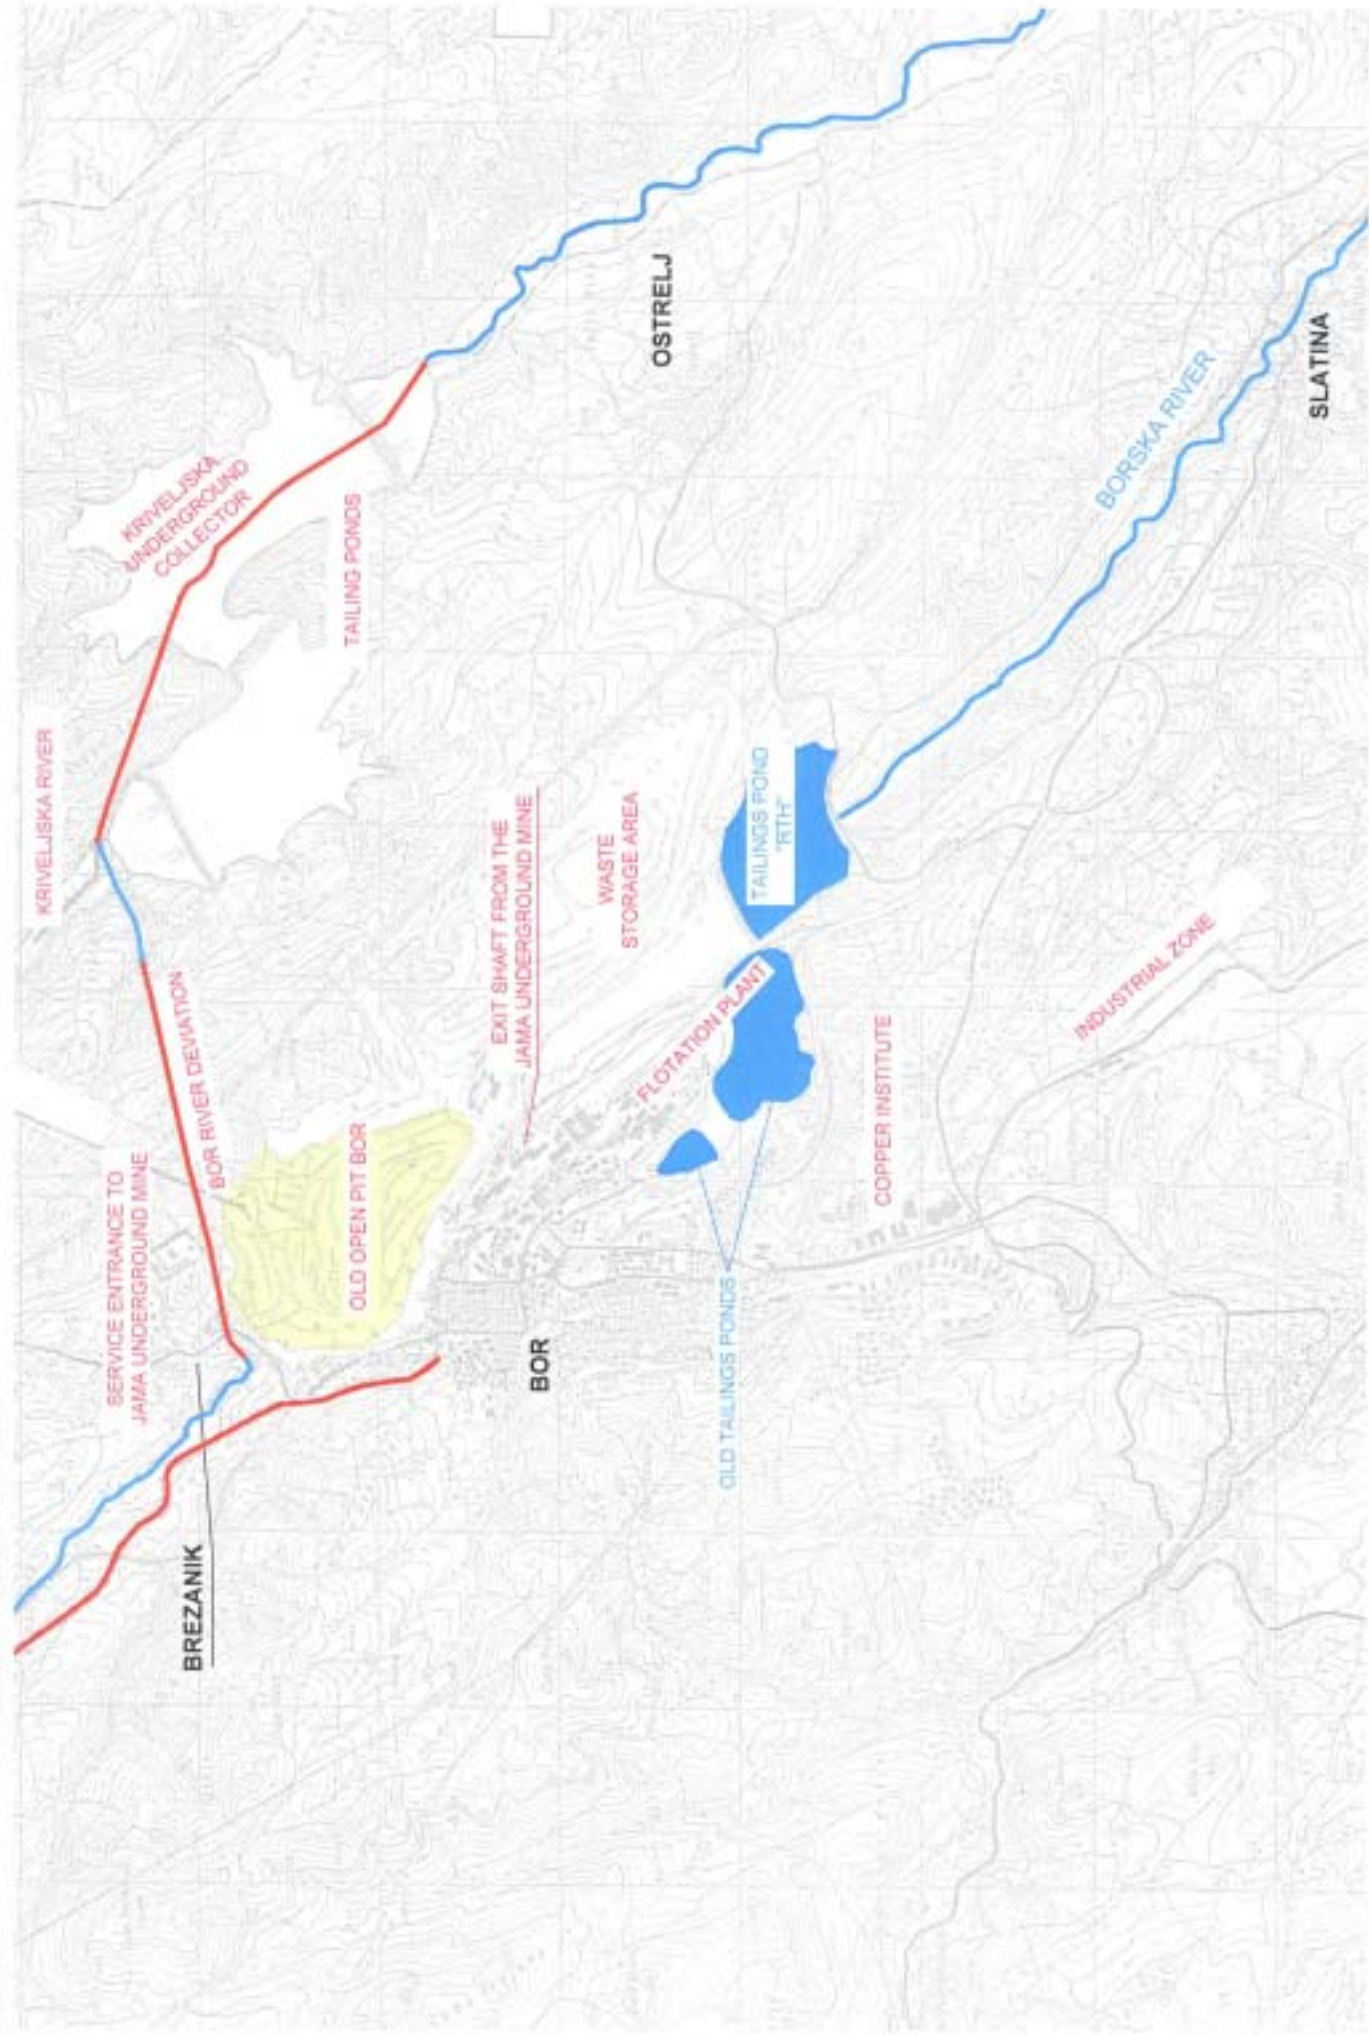 KRIVELJSKA RIVER
KRIVELJSKA
UNDERGROUND
COLLECTOR
TAILING PONDS
BOR RIVER DEVIATION
SERVICE ENTRANCE TO
JAMA UNDERGROUND MINE
OLD OPEN PIT BOR
BREZANIK
EXIT SHAFT FROM THE
JAMA UNDERGROUND MINE
WASTE
STORAGE AREA
OSTRELJ
BOR
FLOTATION PLANT
TAILINGS POND
"RTH"
OLD TAILINGS PONDS
COPPER INSTITUTE
INDUSTRIAL ZONE
BORSKA RIVER
SLATINA